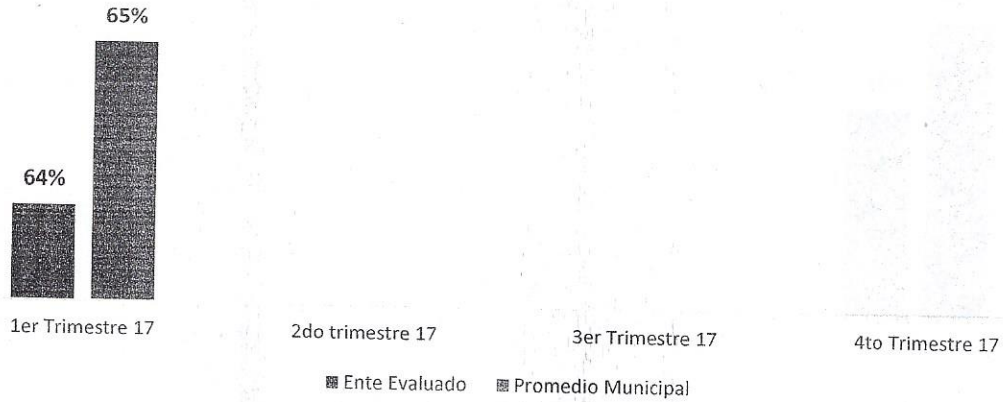 65%
64%
1er Trimestre 17
2do trimestre 17
3er Trimestre 17
4to Trimestre 17
Ente Evaluado
Promedio Municipal